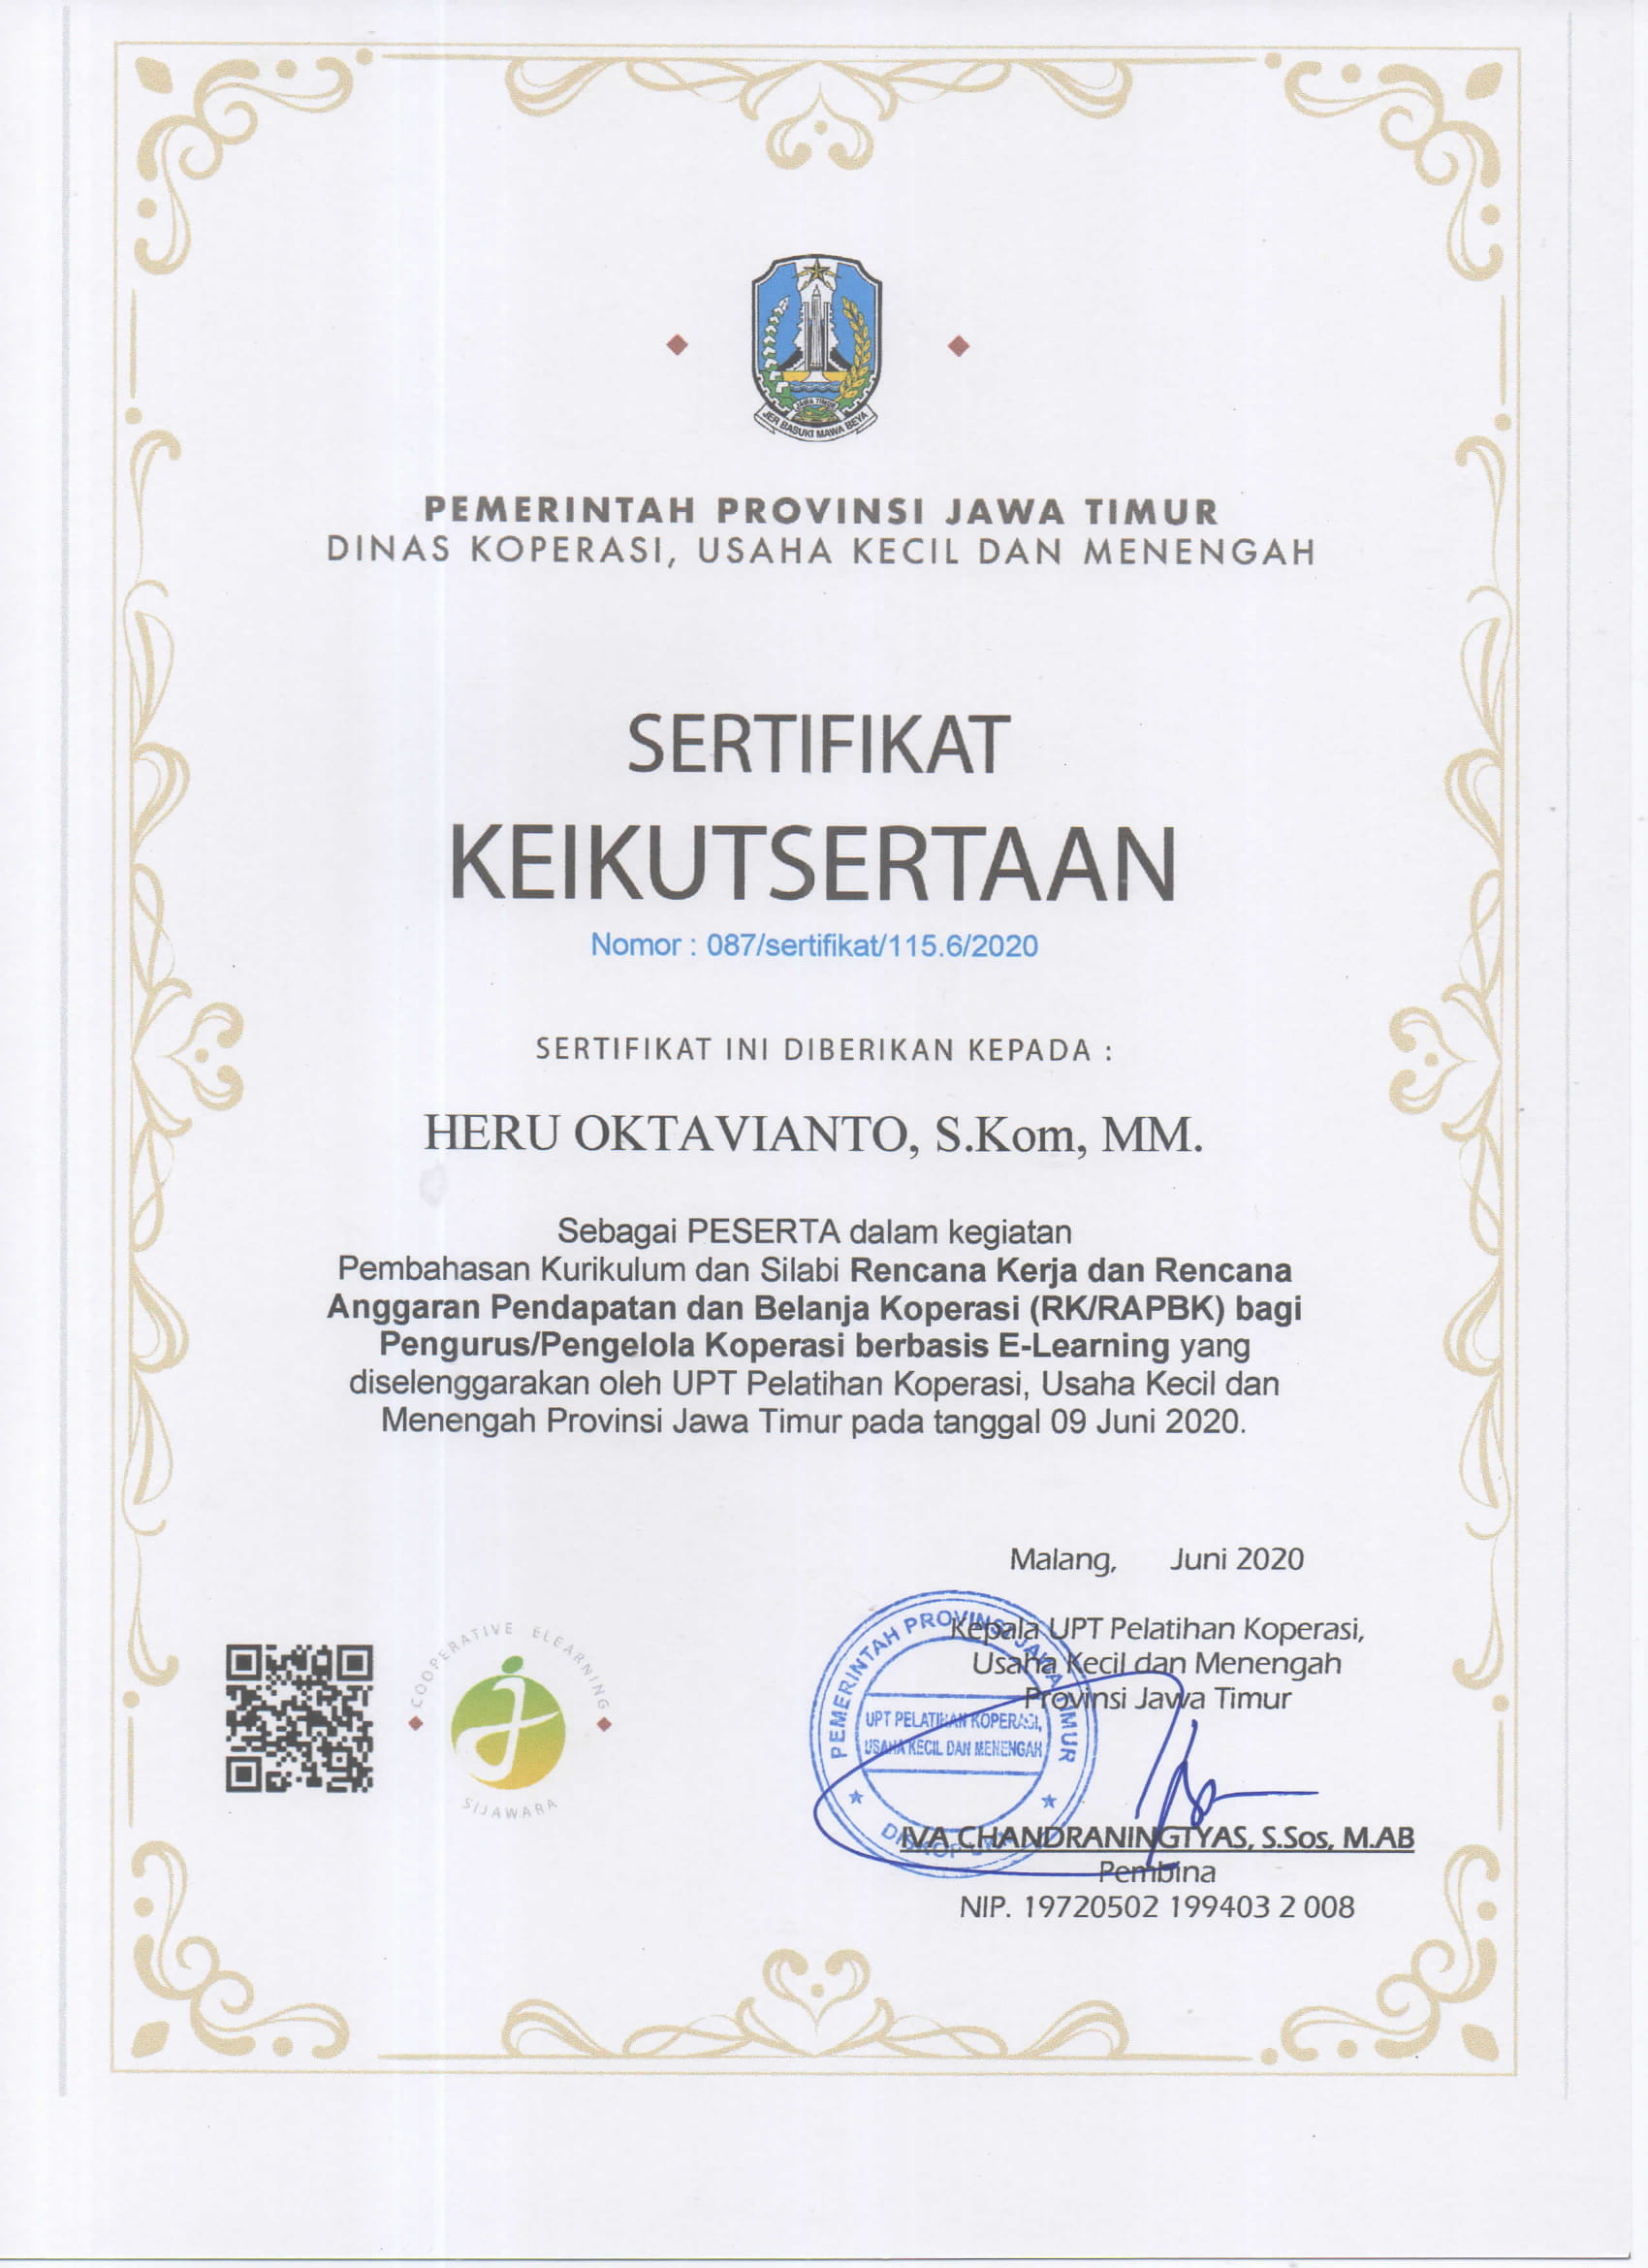 JAWA TIMUR
JER BASUKI MAWA BEYA
PEMERINTAH PROVINSI JAWA TIMUR
DINAS KOPERASI, USAHA KECIL DAN MENENGAH
SERTIFIKAT
KEIKUTSERTAAN
Nomor : 087/sertifikat/115.6/2020
SERTIFIKAT INI DIBERIKAN KEPADA :
HERU OKTAVIANTO, S.Kom, MM.
Sebagai PESERTA dalam kegiatan
Pembahasan Kurikulum dan Silabi Rencana Kerja dan Rencana
Anggaran Pendapatan dan Belanja Koperasi (RK/RAPBK) bagi
Pengurus/Pengelola Koperasi berbasis E-Learning yang
diselenggarakan oleh UPT Pelatihan Koperasi, Usaha Kecil dan
Menengah Provinsi Jawa Timur pada tanggal 09 Juni 2020.
Malang, Juni 2020
Kepala UPT Pelatihan Koperasi,
Usaha Kecil dan Menengah
Provinsi Jawa Timur
COOPERATIVE ELEARNING
SIJAWARA
PEMERINTAH PROVINSI JAWA TIMUR
UPT PELATIHAN KOPERASI,
USAHA KECIL DAN MENENGAH
IVA CHANDRANINGTYAS, S.Sos, M.AB
Pembina
NIP. 19720502 199403 2 008